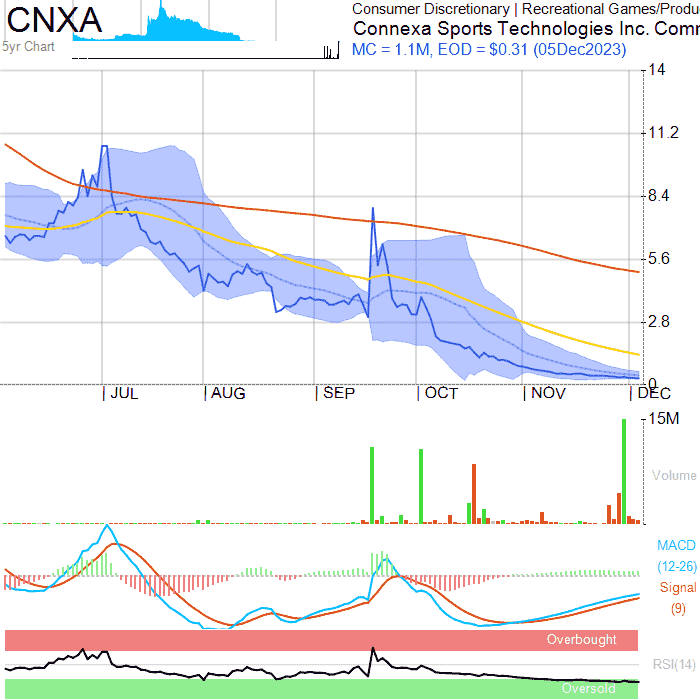 CNXA
5yr Chart
Consumer Discretionary | Recreational Games/Produ
Connexa Sports Technologies Inc. Comr
MC = 1.1M, EOD = $0.31 (05Dec2023)
14
11.2
8.4
5.6
2.8
0
JUL AUG SEP OCT NOV DEC
15M
Volume
MACD
(12-26)
Signal
(9)
Overbought
RSI(14)
Oversold